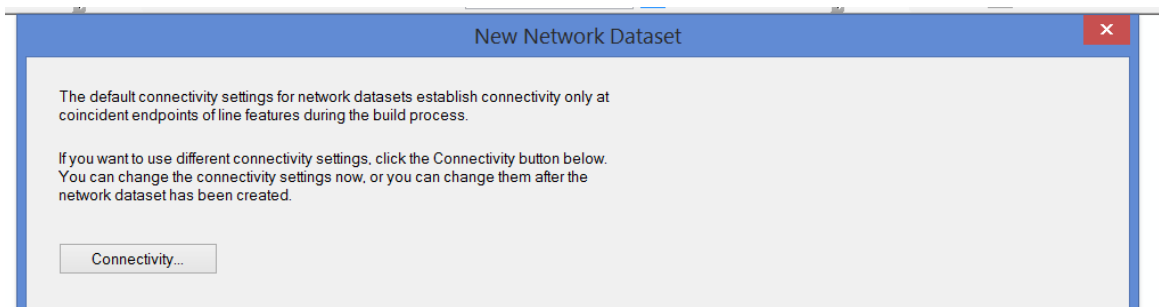 New Network Dataset
The default connectivity settings for network datasets establish connectivity only at
coincident endpoints of line features during the build process.
If you want to use different connectivity settings, click the Connectivity button below.
You can change the connectivity settings now, or you can change them after the
network dataset has been created.
Connectivity...